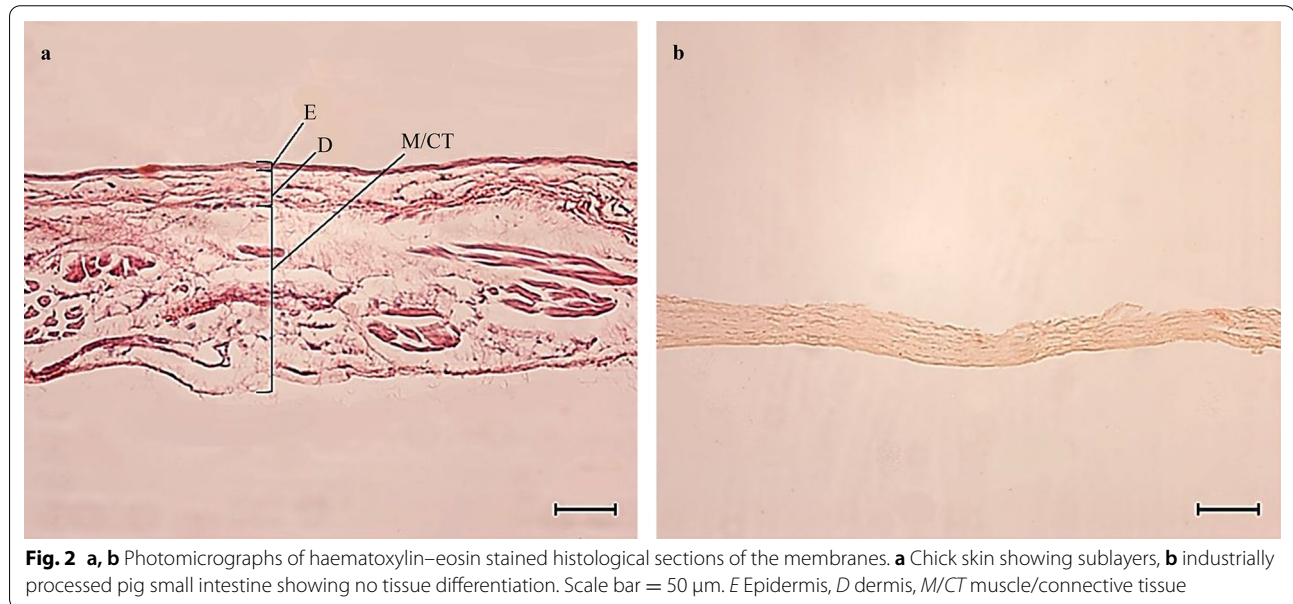 a
E
D
M/CT
b
Fig. 2 a, b Photomicrographs of haematoxylin–eosin stained histological sections of the membranes. a Chick skin showing sublayers, b industrially
processed pig small intestine showing no tissue differentiation. Scale bar = 50 μm. E Epidermis, D dermis, M/CT muscle/connective tissue